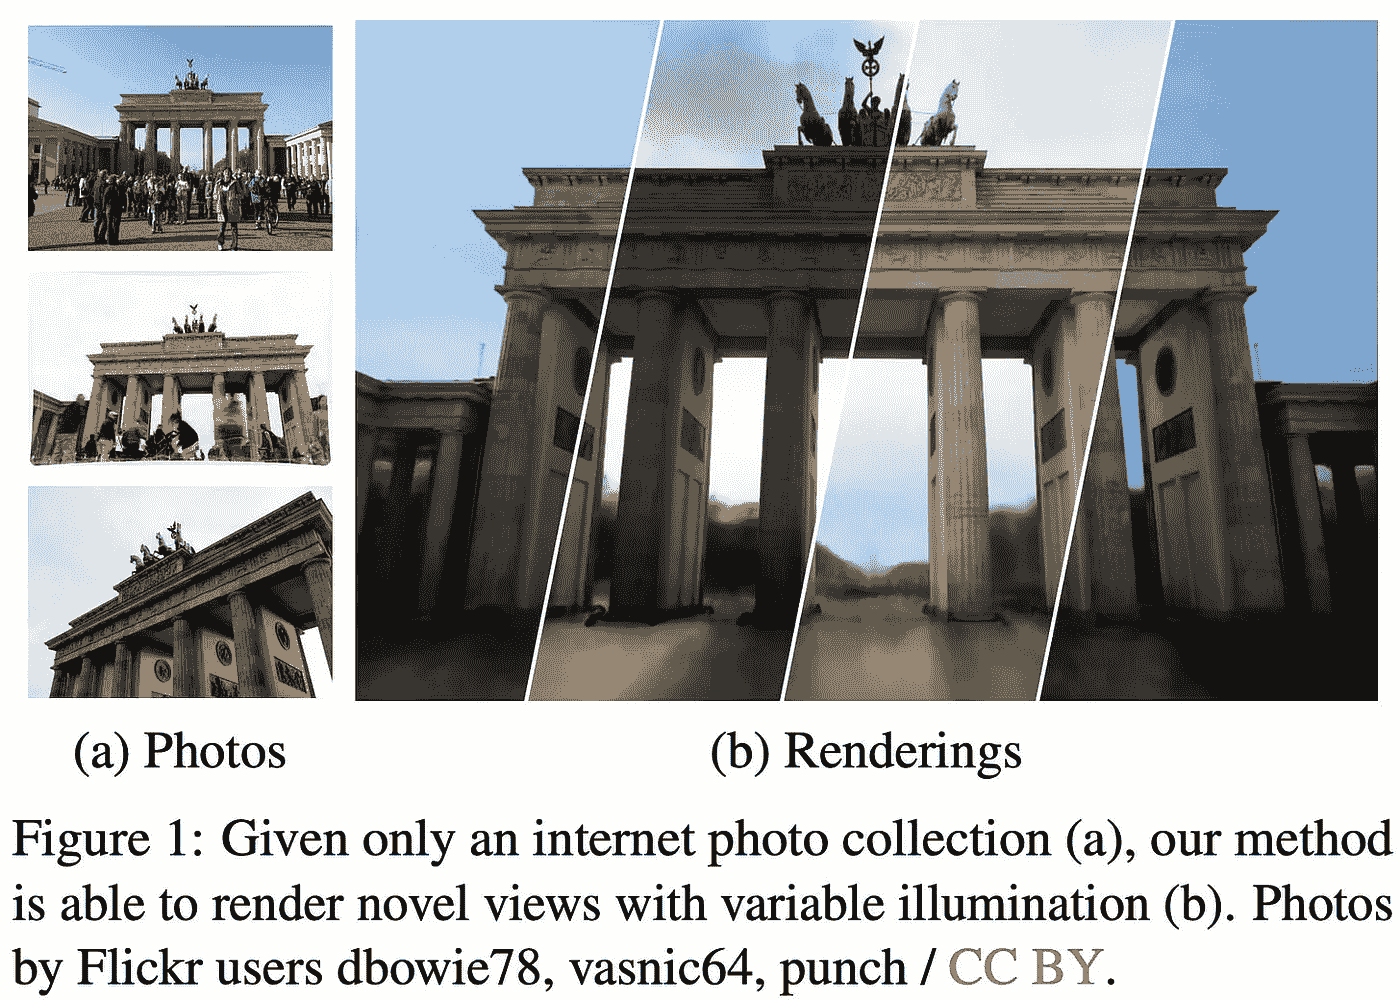 (a) Photos
(b) Renderings
Figure 1: Given only an internet photo collection (a), our method
is able to render novel views with variable illumination (b). Photos
by Flickr users dbowie78, vasnic64, punch / CC BY.